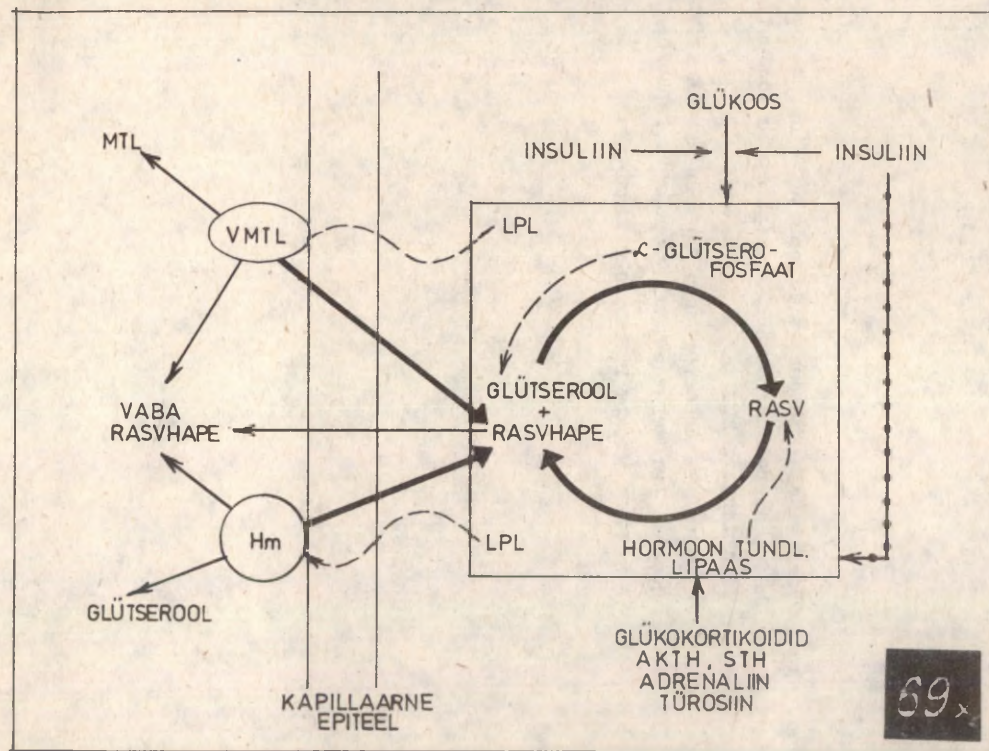 GLÜKOOS
INSULIIN
INSULIIN
MTL
VMTL
LPL
α-GLÜTSERO-
FOSFAAT
GLÜTSEROOL
+
RASVHAPE
RASV
VABA
RASVHAPE
Hm
LPL
HORMOON TUNDL.
LIPAAS
GLÜTSEROOL
GLÜKOKORTIKOIDID
AKTH, STH
ADRENALIIN
TÜROSIIN
KAPILLAARNE
EPITEEL
69x